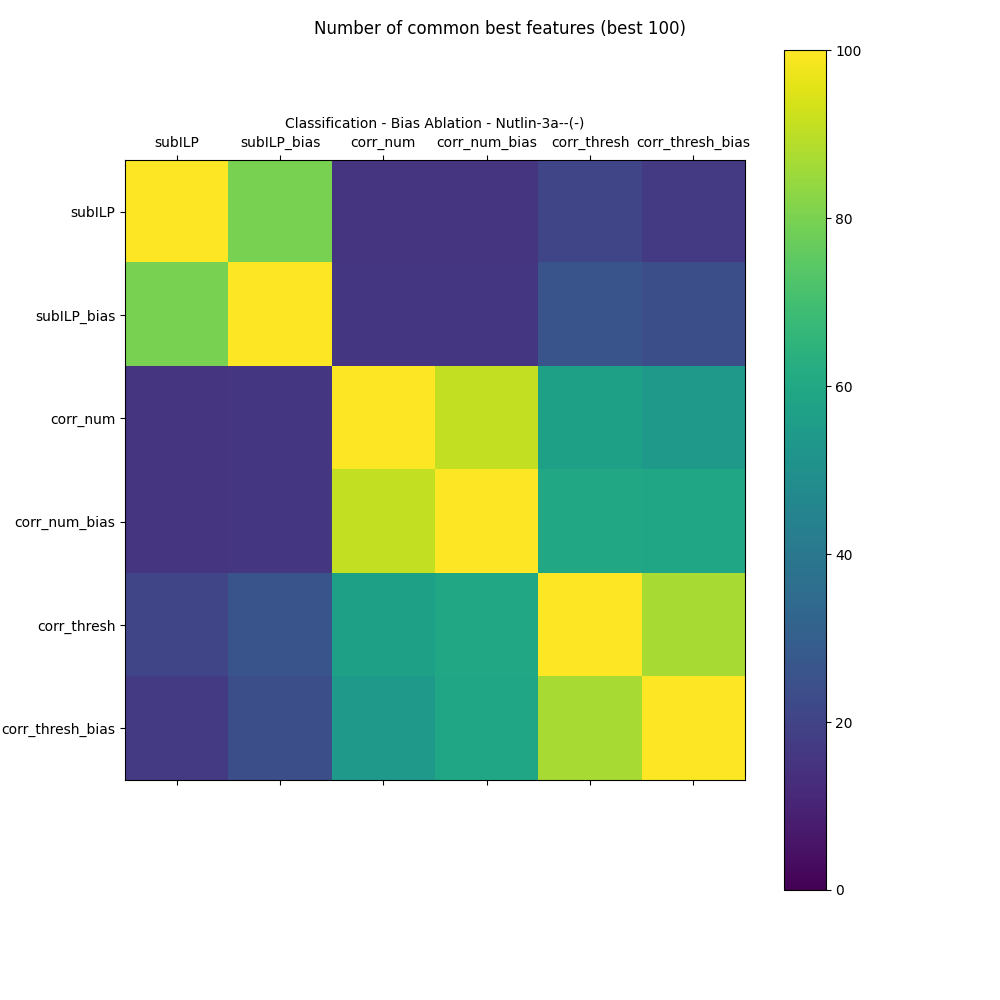 Number of common best features (best 100)
Classification - Bias Ablation - Nutlin-3a--(-)
subILP subILP_bias corr_num corr_num_bias corr_thresh corr_thresh_bias
subILP
subILP_bias
corr_num
corr_num_bias
corr_thresh
corr_thresh_bias
100
80
60
40
20
0